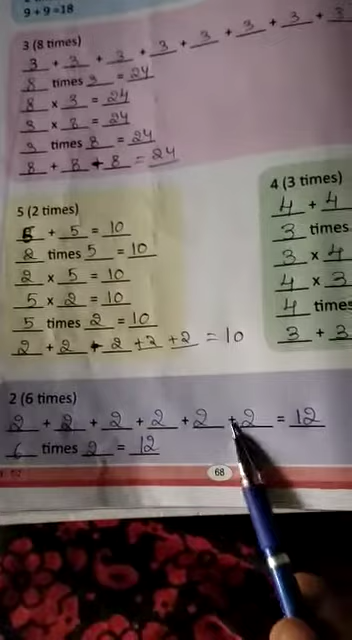 9 + 9 = 18
3 (8 times)
3 + 3 + 3 + 3 + 3 + 3 + 3 + 3
8 times 3 = 24
8 x 3 = 24
3 x 8 = 24
3 times 8 = 24
8 + 8 + 8 = 24
5 (2 times)
5 + 5 = 10
2 times 5 = 10
2 x 5 = 10
5 x 2 = 10
5 times 2 = 10
2 + 2 + 2 + 2 + 2 = 10
4 (3 times)
4 + 4
3 times
3 x 4
4 x 3
4 times
3 + 3
2 (6 times)
2 + 2 + 2 + 2 + 2 + 2 = 12
6 times 2 = 12
68